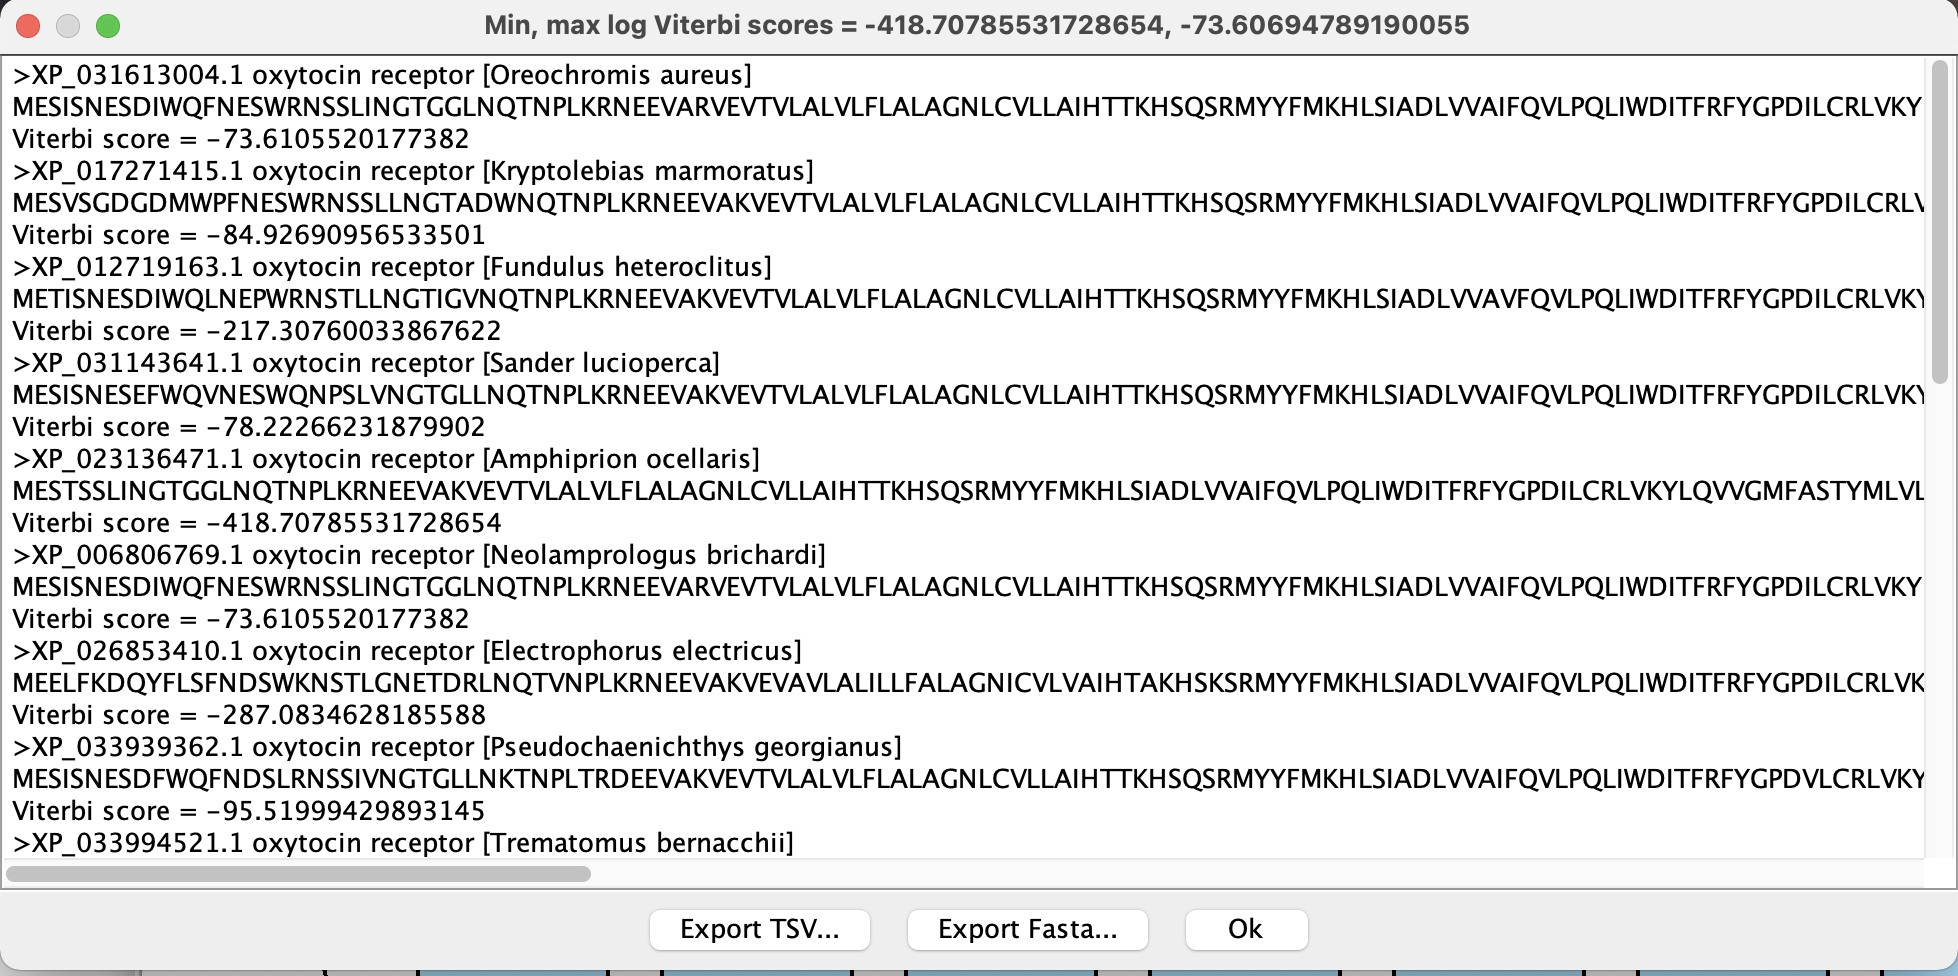 Min, max log Viterbi scores = -418.70785531728654, -73.60694789190055
>XP_031613004.1 oxytocin receptor [Oreochromis aureus]
MESISNESDIWQFNESWRNSSLINGTGGLNQTNPLKRNEEVARVEVTVLALVLFLALAGNLCVLLAIHTTKHSQSRMYYFMKHLSIADLVVAIFQVLPQLIWDITFRFYGPDILCRLVKY
Viterbi score = -73.6105520177382
>XP_017271415.1 oxytocin receptor [Kryptolebias marmoratus]
MESVSGDGDMWPFNESWRNSSLLNGTADWNQTNPLKRNEEVAKVEVTVLALVLFLALAGNLCVLLAIHTTKHSQSRMYYFMKHLSIADLVVAIFQVLPQLIWDITFRFYGPDILCRLV
Viterbi score = -84.92690956533501
>XP_012719163.1 oxytocin receptor [Fundulus heteroclitus]
METISNESDIWQLNEPWRNSTLLNGTIGVNQTNPLKRNEEVAKVEVTVLALVLFLALAGNLCVLLAIHTTKHSQSRMYYFMKHLSIADLVVAVFQVLPQLIWDITFRFYGPDILCRLVKY
Viterbi score = -217.30760033867622
>XP_031143641.1 oxytocin receptor [Sander lucioperca]
MESISNESEFWQVNESWQNPSLVNGTGLLNQTNPLKRNEEVAKVEVTVLALVLFLALAGNLCVLLAIHTTKHSQSRMYYFMKHLSIADLVVAIFQVLPQLIWDITFRFYGPDILCRLVKY
Viterbi score = -78.22266231879902
>XP_023136471.1 oxytocin receptor [Amphiprion ocellaris]
MESTSSLINGTGGLNQTNPLKRNEEVAKVEVTVLALVLFLALAGNLCVLLAIHTTKHSQSRMYYFMKHLSIADLVVAIFQVLPQLIWDITFRFYGPDILCRLVKYLQVVGMFASTYMLVL
Viterbi score = -418.70785531728654
>XP_006806769.1 oxytocin receptor [Neolamprologus brichardi]
MESISNESDIWQFNESWRNSSLINGTGGLNQTNPLKRNEEVARVEVTVLALVLFLALAGNLCVLLAIHTTKHSQSRMYYFMKHLSIADLVVAIFQVLPQLIWDITFRFYGPDILCRLVKY
Viterbi score = -73.6105520177382
>XP_026853410.1 oxytocin receptor [Electrophorus electricus]
MEELFKDQYFLSFNDSWKNSTLGNETDRLNQTVNPLKRNEEVAKVEVAVLALILLFALAGNICVLVAIHTAKHSKSRMYYFMKHLSIADLVVAIFQVLPQLIWDITFRFYGPDILCRLVK
Viterbi score = -287.0834628185588
>XP_033939362.1 oxytocin receptor [Pseudochaenichthys georgianus]
MESISNESDFWQFNDSLRNSSIVNGTGLLNKTNPLTRDEEVAKVEVTVLALVLFLALAGNLCVLLAIHTTKHSQSRMYYFMKHLSIADLVVAIFQVLPQLIWDITFRFYGPDVLCRLVKY
Viterbi score = -95.51999429893145
>XP_033994521.1 oxytocin receptor [Trematomus bernacchii]
Export TSV... Export Fasta... Ok